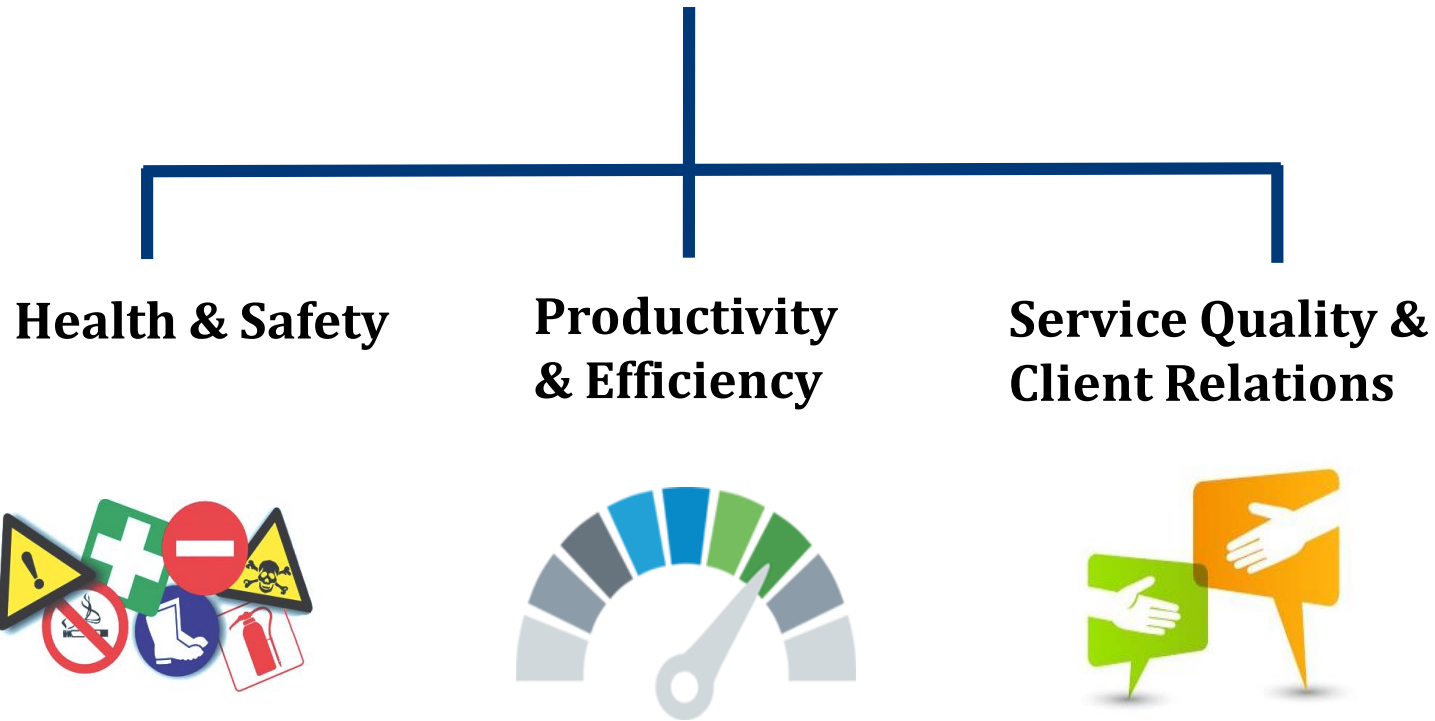 Health & Safety
Productivity
& Efficiency
Service Quality &
Client Relations